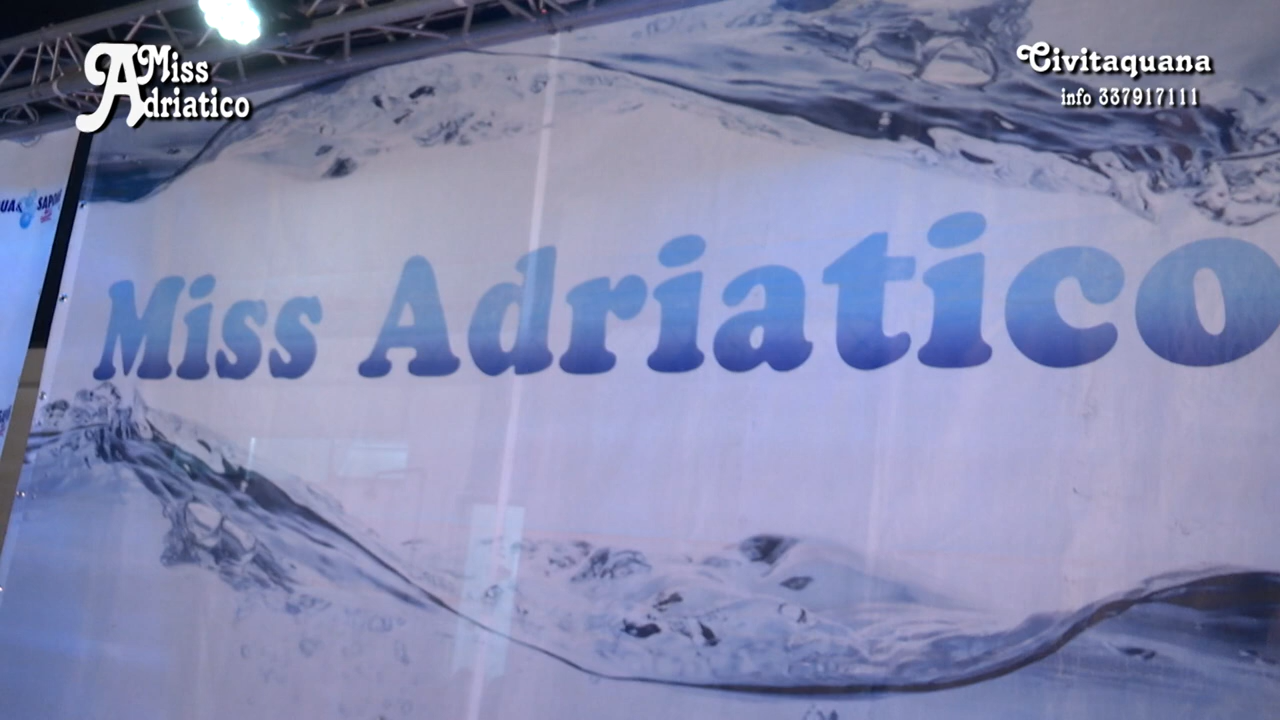 Miss
Adriatico
Civitaquana
info 337917111
Miss Adriatico